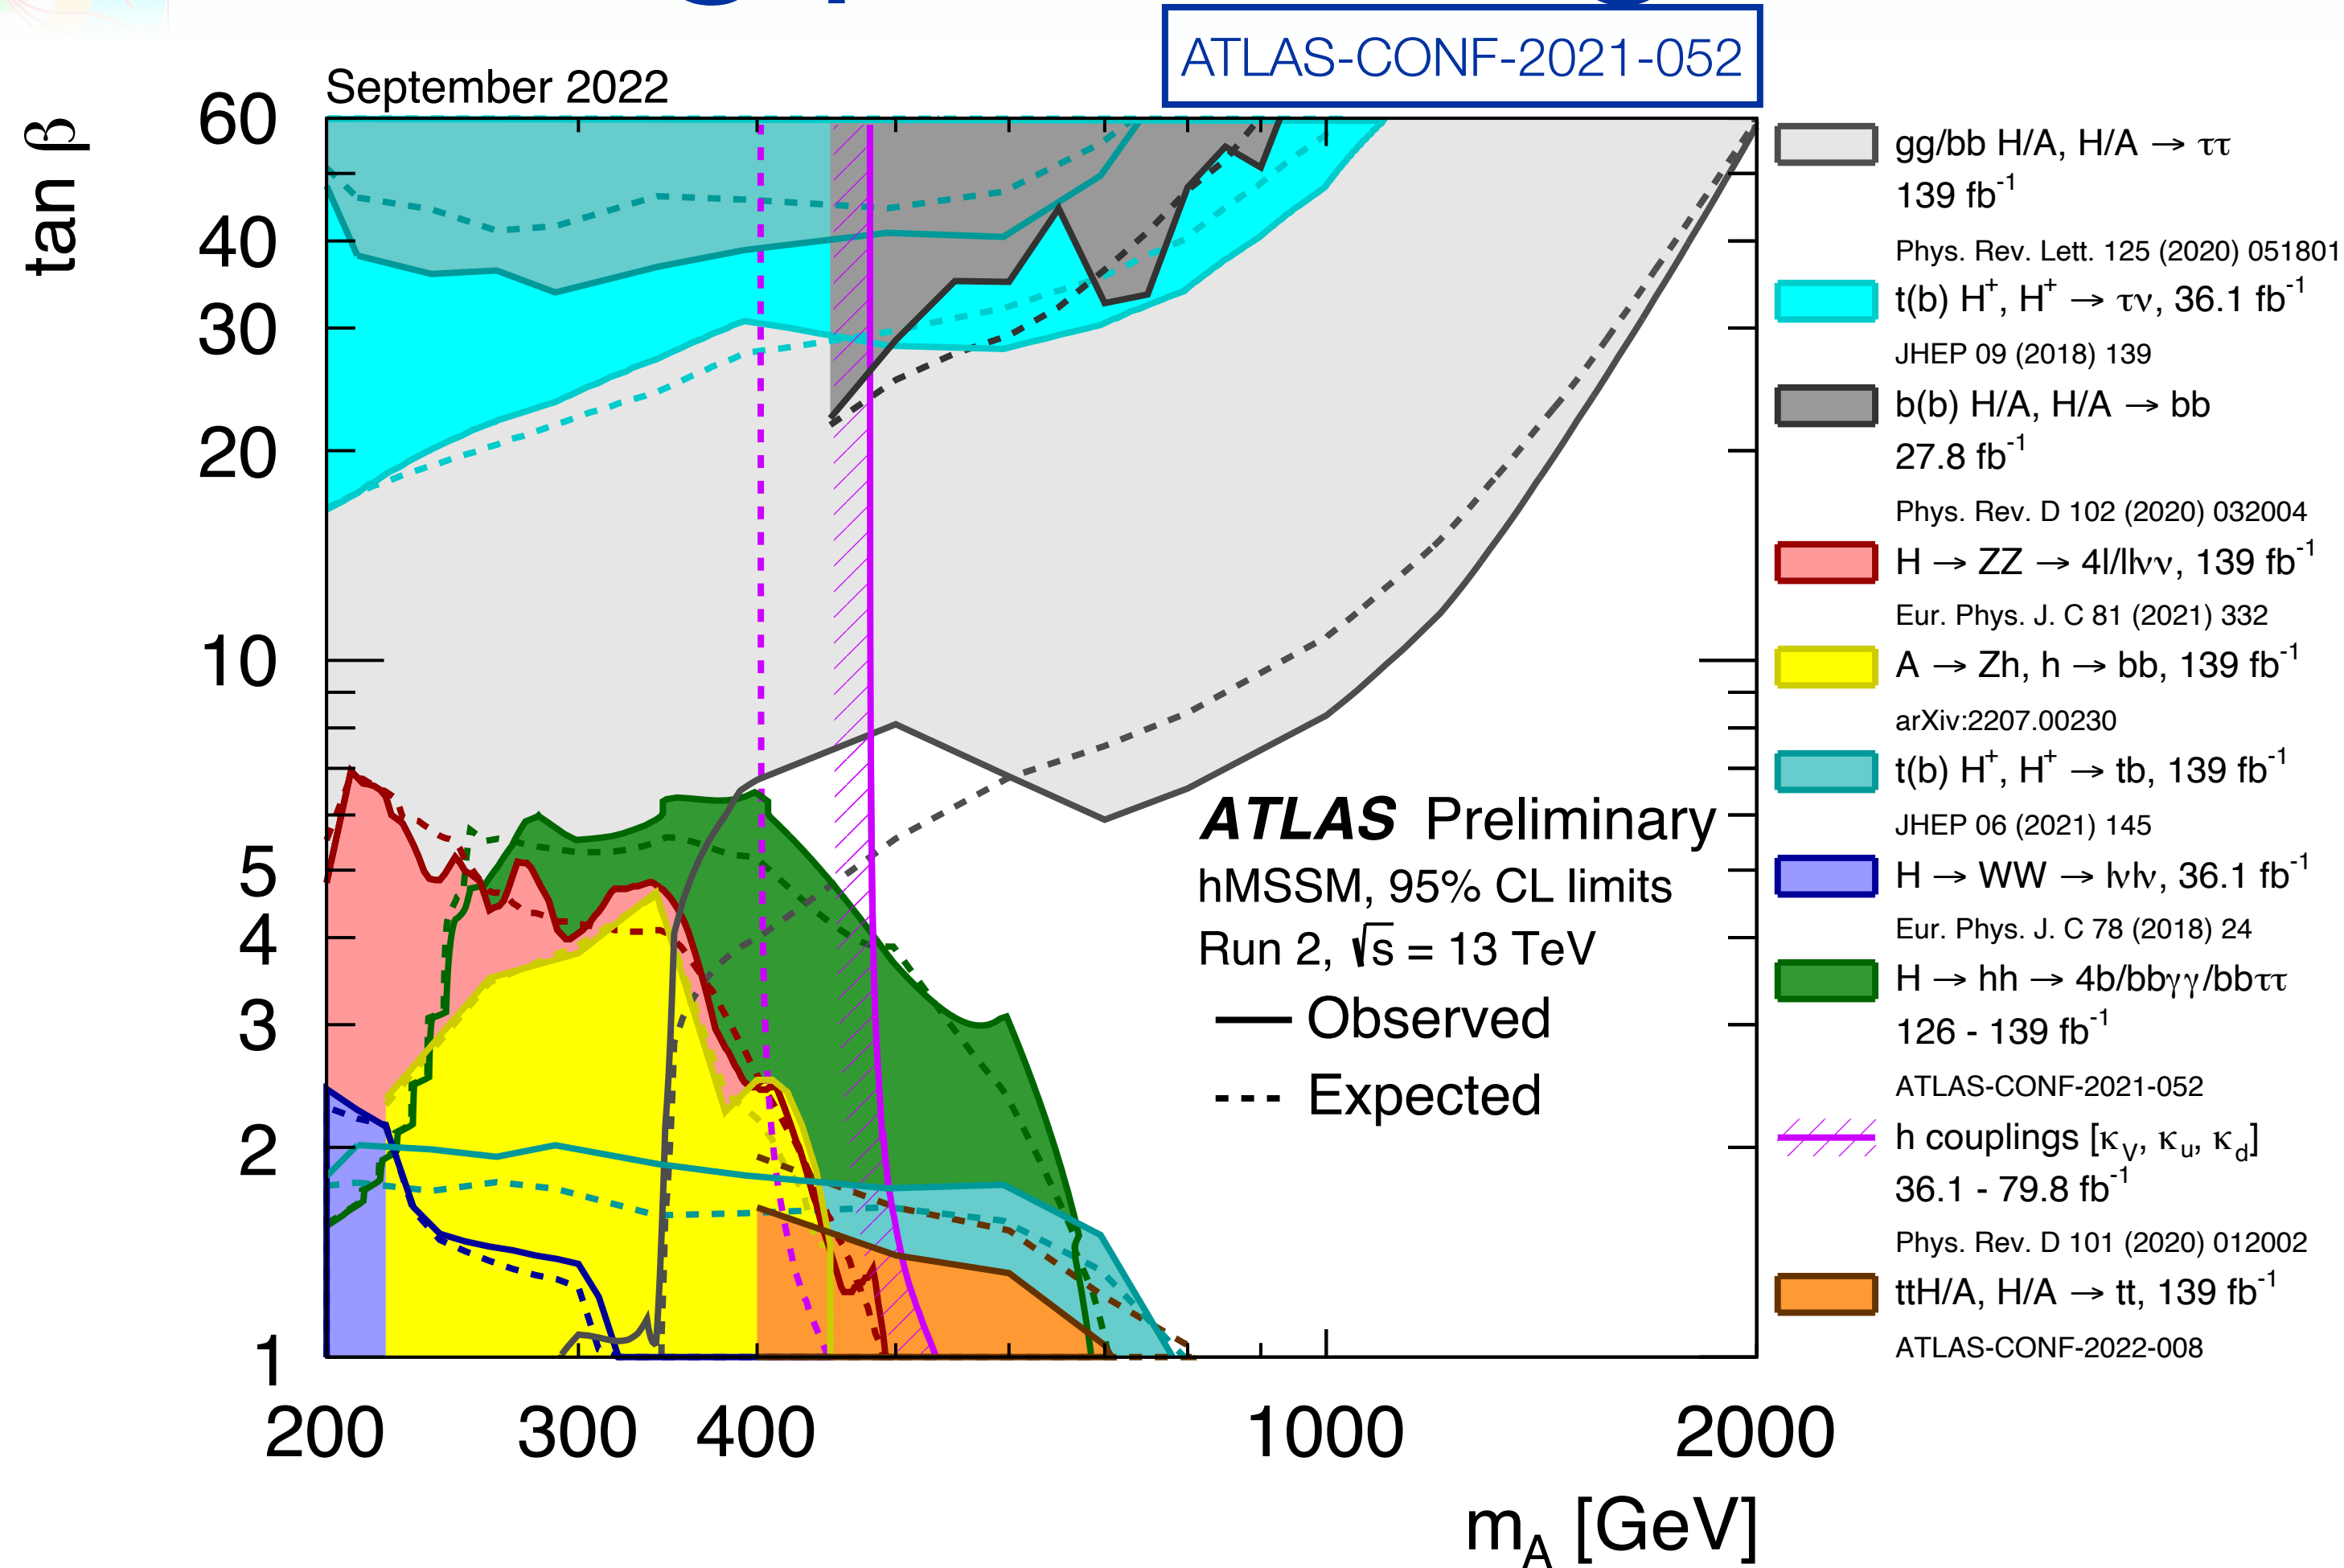 ATLAS-CONF-2021-052
September 2022
tan β
60
40
30
20
10
5
4
3
2
1
200
300
400
1000
2000
m_A [GeV]
ATLAS Preliminary
hMSSM, 95% CL limits
Run 2, √s = 13 TeV
Observed
Expected
gg/bb H/A, H/A → ττ
139 fb⁻¹
Phys. Rev. Lett. 125 (2020) 051801
t(b) H⁺, H⁺ → τν, 36.1 fb⁻¹
JHEP 09 (2018) 139
b(b) H/A, H/A → bb
27.8 fb⁻¹
Phys. Rev. D 102 (2020) 032004
H → ZZ → 4l/llνν, 139 fb⁻¹
Eur. Phys. J. C 81 (2021) 332
A → Zh, h → bb, 139 fb⁻¹
arXiv:2207.00230
t(b) H⁺, H⁺ → tb, 139 fb⁻¹
JHEP 06 (2021) 145
H → WW → lνlν, 36.1 fb⁻¹
Eur. Phys. J. C 78 (2018) 24
H → hh → 4b/bbγγ/bbττ
126 - 139 fb⁻¹
ATLAS-CONF-2021-052
h couplings [κ_V, κ_u, κ_d]
36.1 - 79.8 fb⁻¹
Phys. Rev. D 101 (2020) 012002
ttH/A, H/A → tt, 139 fb⁻¹
ATLAS-CONF-2022-008